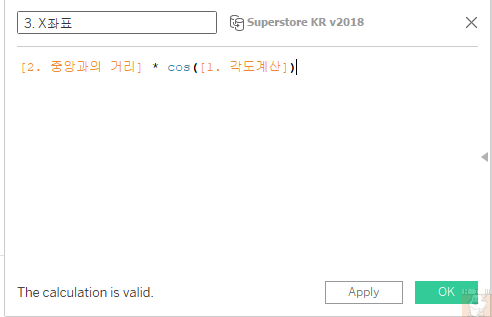 3. X좌표
Superstore KR v2018
[2. 중앙과의 거리] * cos([1. 각도계산])
The calculation is valid.
Apply
OK